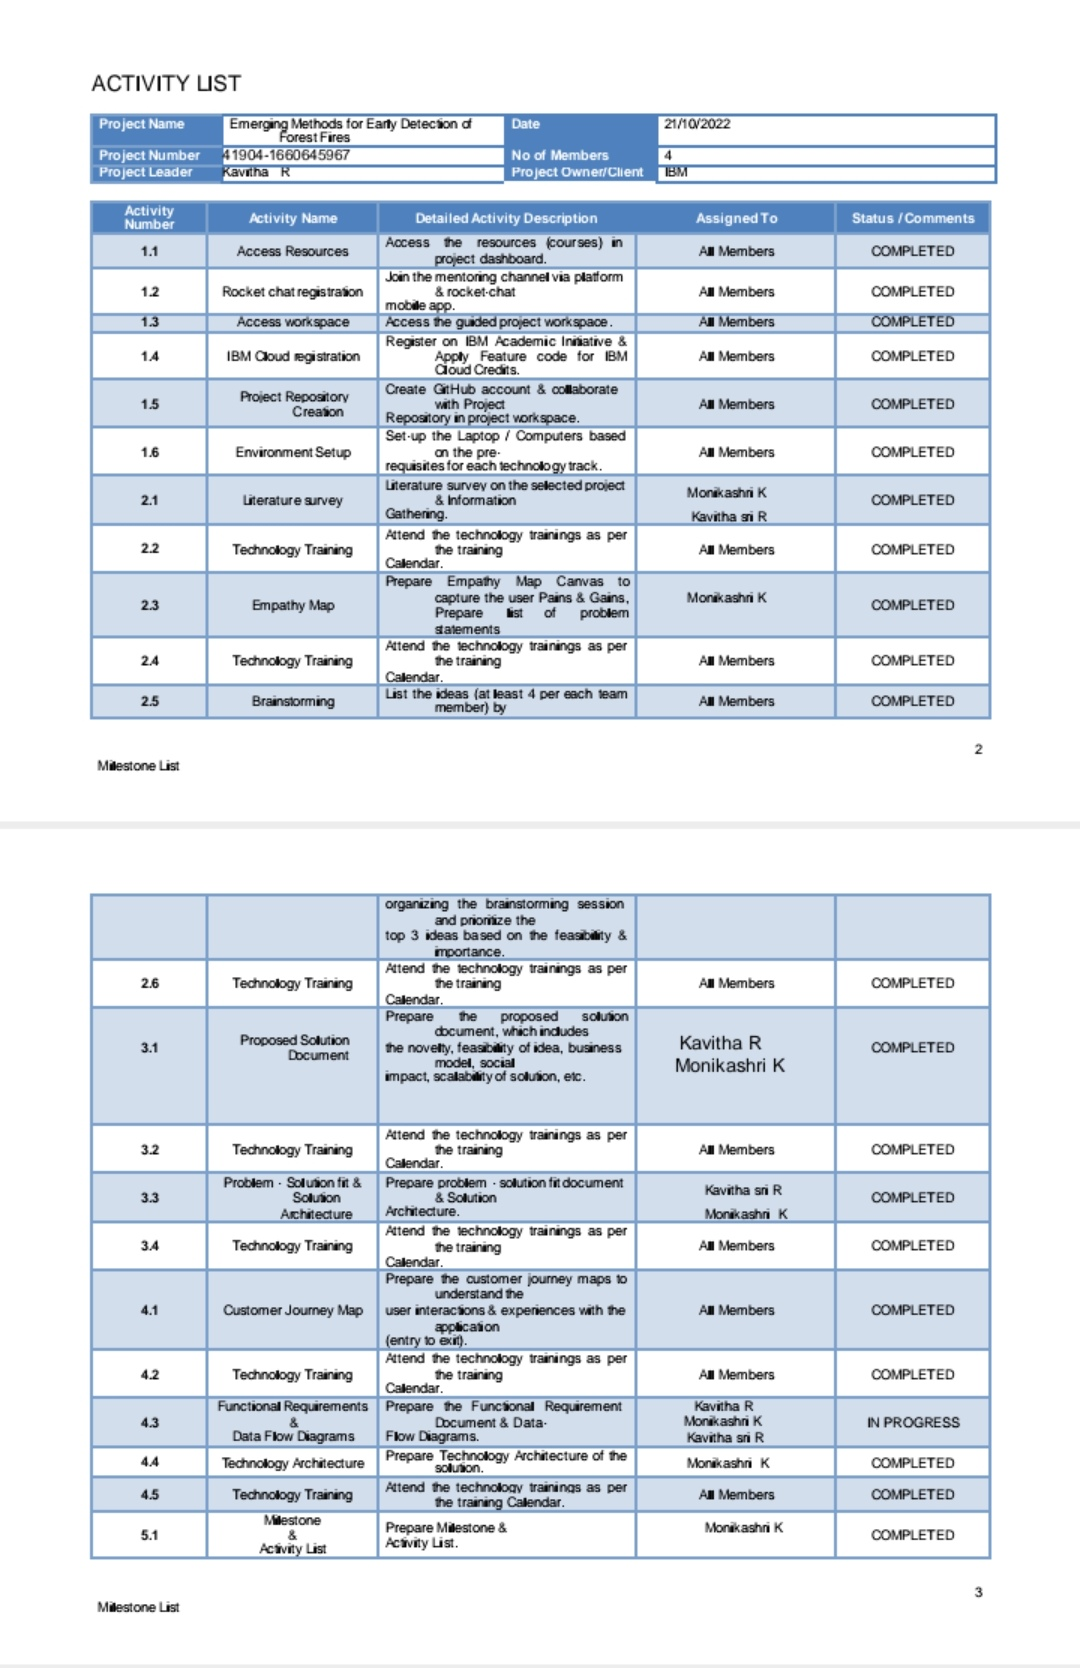 ACTIVITY LIST
Project Name
Emerging Methods for Early Detection of
Forest Fires
Date
21/10/2022
Project Number
41904-1660645967
No of Members
4
Project Leader
Kavitha R
Project Owner/Client
IBM
Activity
Number
Activity Name
Detailed Activity Description
Assigned To
Status / Comments
1.1
Access Resources
Access the resources (courses) in
project dashboard.
All Members
COMPLETED
1.2
Rocket chat registration
Join the mentoring channel via platform
& rocket-chat
mobile app.
All Members
COMPLETED
1.3
Access workspace
Access the guided project workspace.
All Members
COMPLETED
1.4
IBM Cloud registration
Register on IBM Academic Initiative &
Apply Feature code for IBM
Cloud Credits.
All Members
COMPLETED
1.5
Project Repository
Creation
Create GitHub account & collaborate
with Project
Repository in project workspace.
All Members
COMPLETED
1.6
Environment Setup
Set-up the Laptop / Computers based
on the pre-
requisites for each technology track.
All Members
COMPLETED
2.1
Literature survey
Literature survey on the selected project
& Information
Gathering.
Monikashri K
Kavitha sri R
COMPLETED
2.2
Technology Training
Attend the technology trainings as per
the training
Calendar.
All Members
COMPLETED
2.3
Empathy Map
Prepare Empathy Map Canvas to
capture the user Pains & Gains,
Prepare list of problem
statements
Monikashri K
COMPLETED
2.4
Technology Training
Attend the technology trainings as per
the training
Calendar.
All Members
COMPLETED
2.5
Brainstorming
List the ideas (at least 4 per each team
member) by
All Members
COMPLETED
2
Milestone List
organizing the brainstorming session
and prioritize the
top 3 ideas based on the feasibility &
importance.
2.6
Technology Training
Attend the technology trainings as per
the training
Calendar.
All Members
COMPLETED
3.1
Proposed Solution
Document
Prepare the proposed solution
document, which includes
the novelty, feasibility of idea, business
model, social
impact, scalability of solution, etc.
Kavitha R
Monikashri K
COMPLETED
3.2
Technology Training
Attend the technology trainings as per
the training
Calendar.
All Members
COMPLETED
3.3
Problem - Solution fit &
Solution
Architecture
Prepare problem - solution fit document
& Solution
Architecture.
Kavitha sri R
Monikashri K
COMPLETED
3.4
Technology Training
Attend the technology trainings as per
the training
Calendar.
All Members
COMPLETED
4.1
Customer Journey Map
Prepare the customer journey maps to
understand the
user interactions & experiences with the
application
(entry to exit).
All Members
COMPLETED
4.2
Technology Training
Attend the technology trainings as per
the training
Calendar.
All Members
COMPLETED
4.3
Functional Requirements
&
Data Flow Diagrams
Prepare the Functional Requirement
Document & Data-
Flow Diagrams.
Kavitha R
Monikashri K
Kavitha sri R
IN PROGRESS
4.4
Technology Architecture
Prepare Technology Architecture of the
solution.
Monikashri K
COMPLETED
4.5
Technology Training
Attend the technology trainings as per
the training Calendar.
All Members
COMPLETED
5.1
Milestone
&
Activity List
Prepare Milestone &
Activity List.
Monikashri K
COMPLETED
3
Milestone List